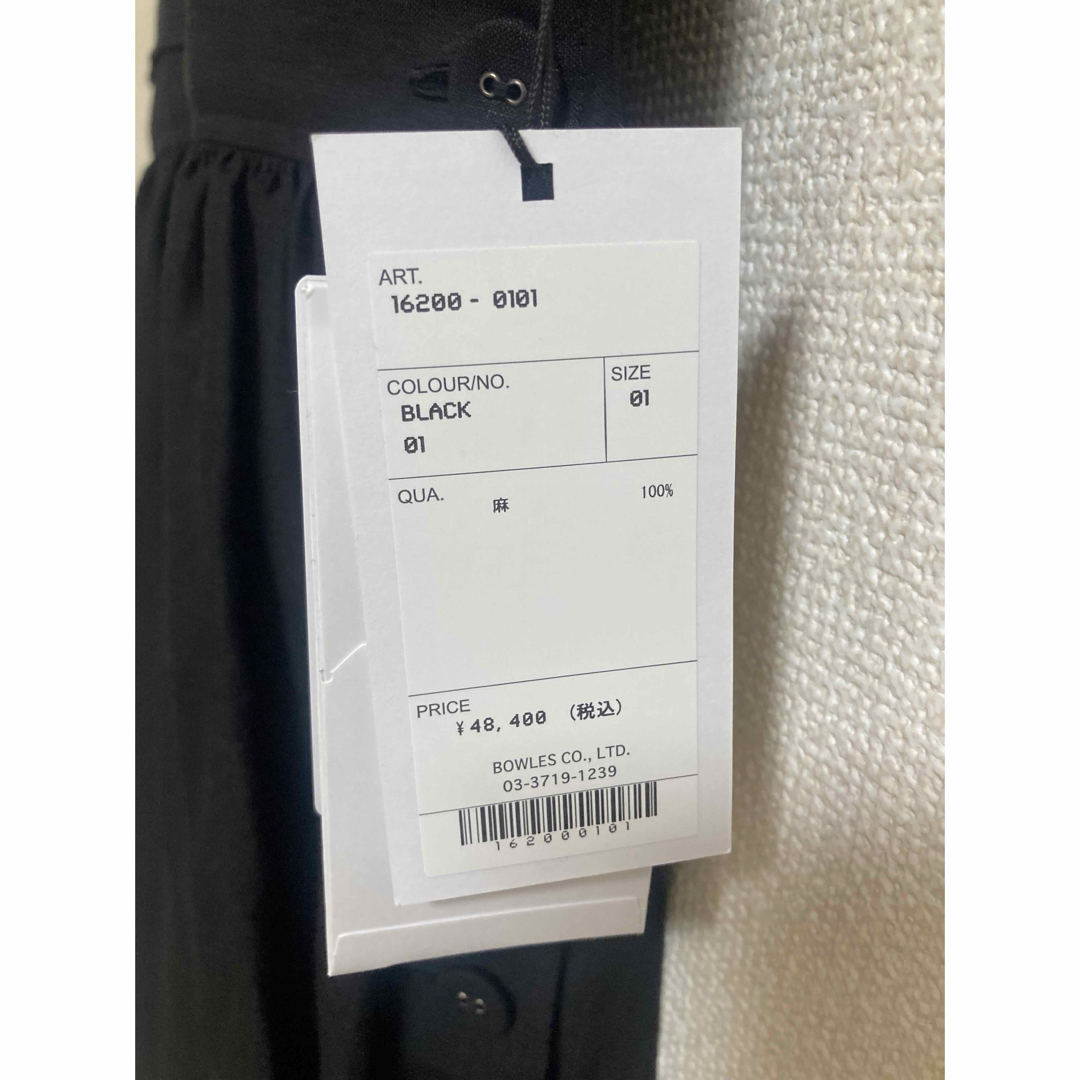 ART.
16200 - 0101
COLOUR/NO.
BLACK
01
SIZE
01
QUA.
麻 100%
PRICE
¥48,400 (税込)
BOWLES CO., LTD.
03-3719-1239
162000101